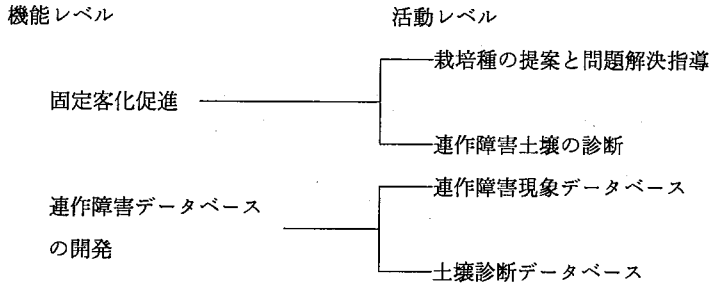 機能レベル
活動レベル
栽培種の提案と問題解決指導
固定客化促進
連作障害土壌の診断
連作障害現象データベース
連作障害データベース
の開発
土壌診断データベース